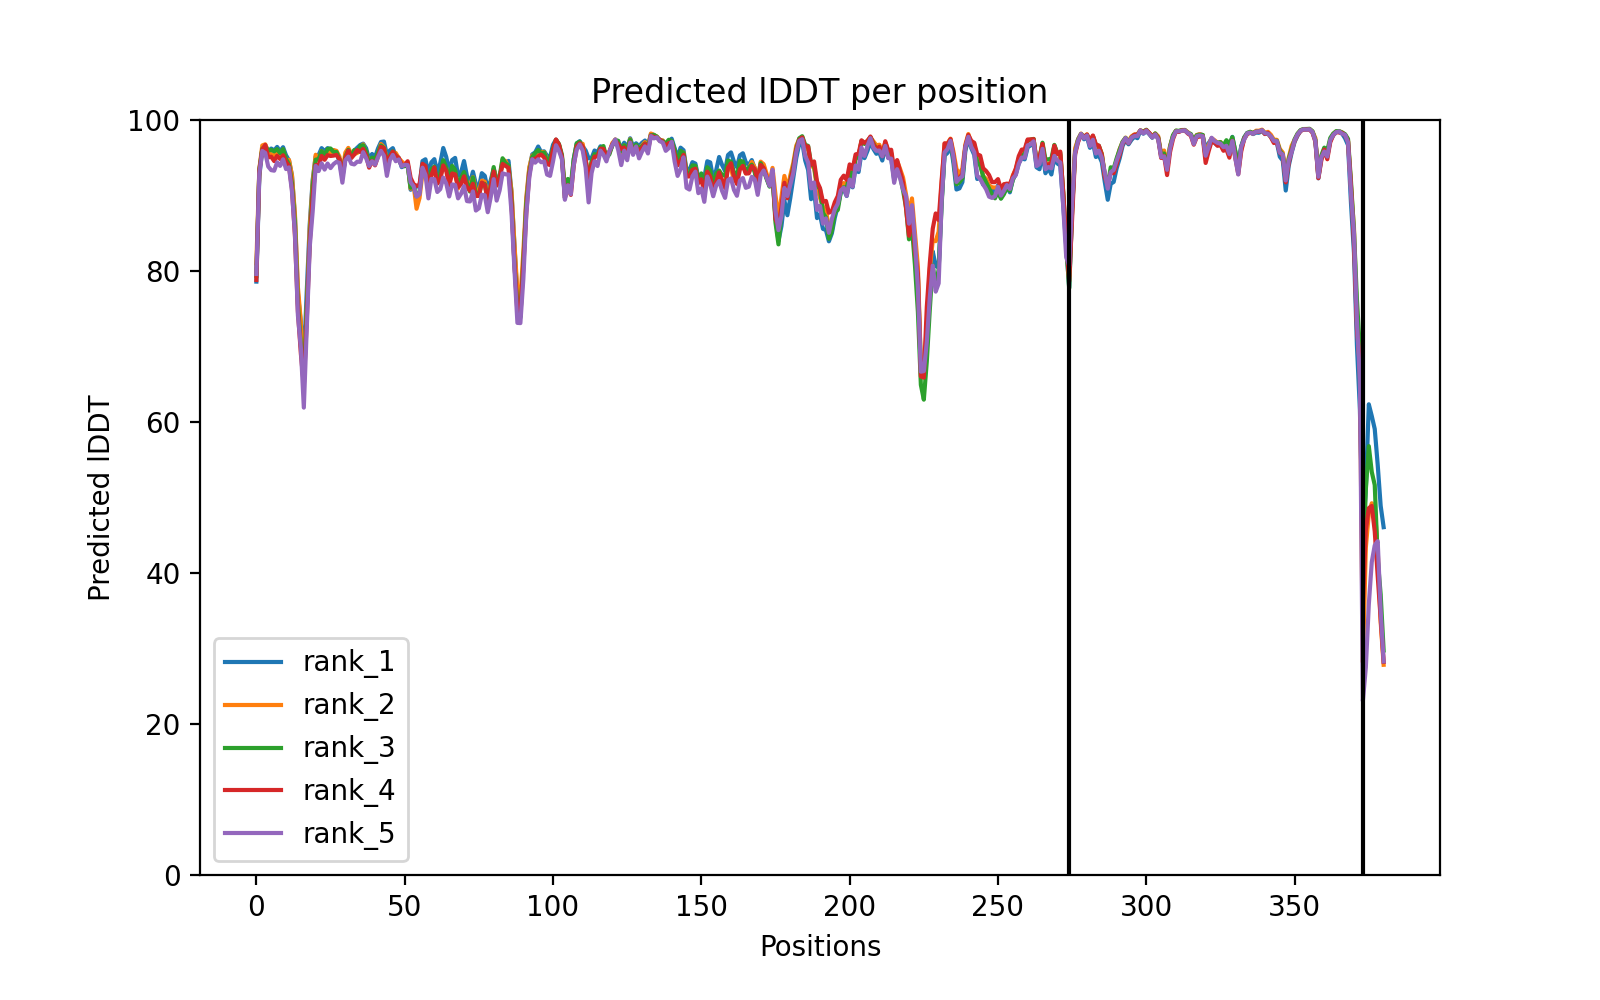 Predicted lDDT per position
100
80
60
40
20
0
Predicted lDDT
rank_1
rank_2
rank_3
rank_4
rank_5
0 50 100 150 200 250 300 350
Positions